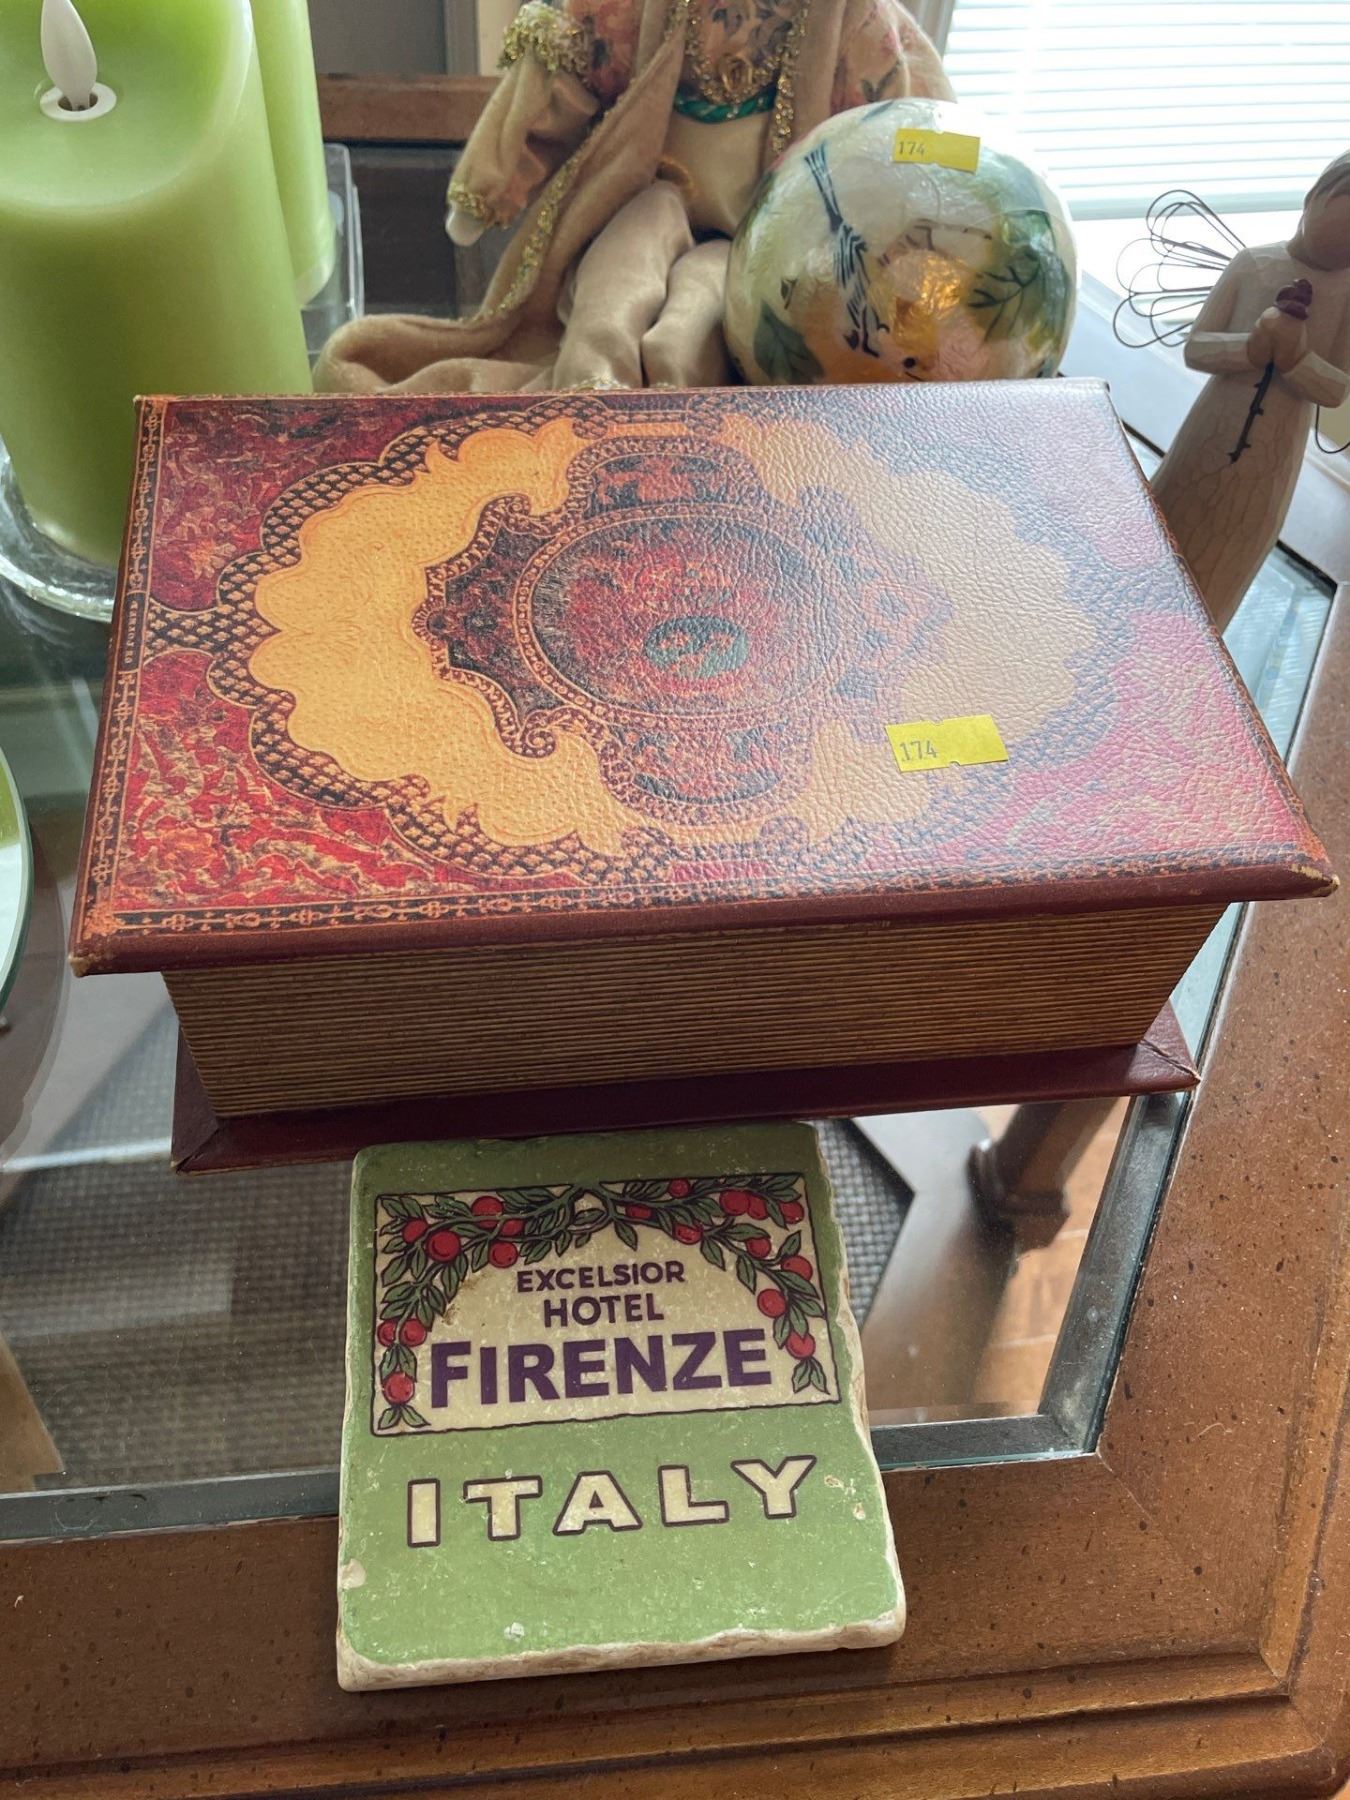 174
174
EXCELSIOR
HOTEL
FIRENZE
ITALY